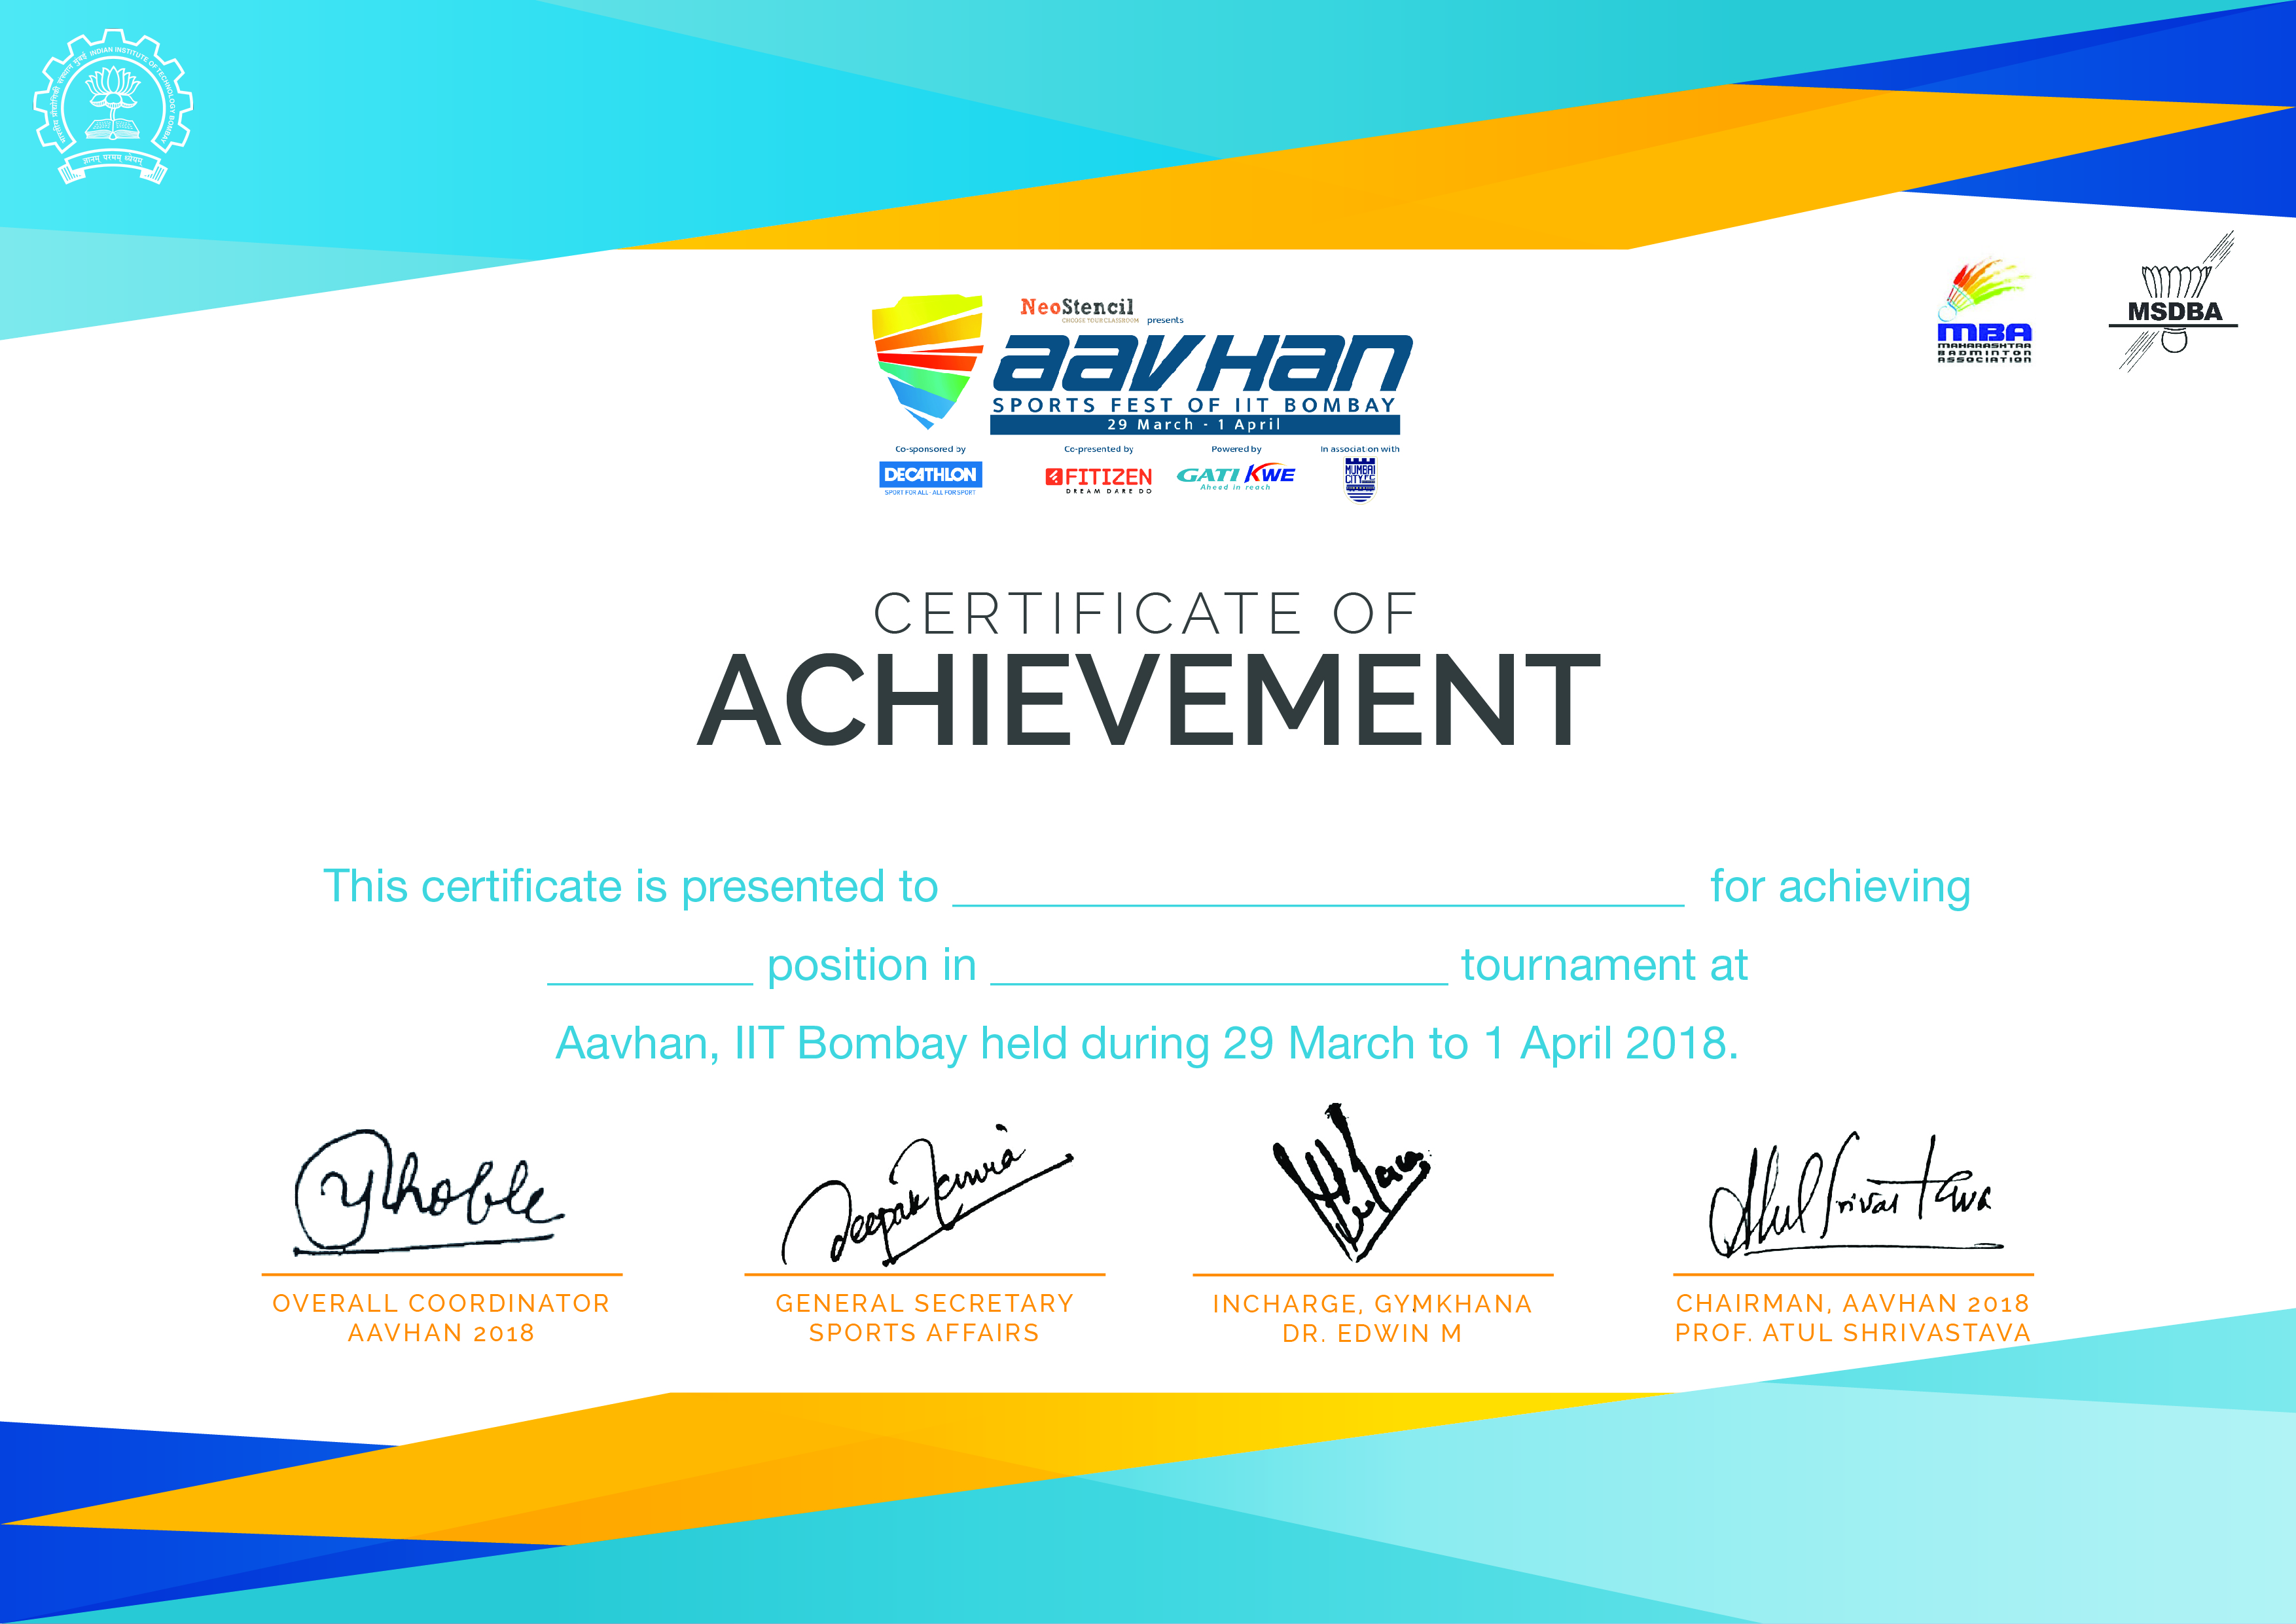 भारतीय प्रौद्योगिकी संस्थान मुंबई INDIAN INSTITUTE OF TECHNOLOGY BOMBAY
ज्ञानम् परमम् ध्येयम्
NeoStencil
CHOOSE YOUR CLASSROOM presents
aavhan
SPORTS FEST OF IIT BOMBAY
29 March - 1 April
MBA
MAHARASHTRA
BADMINTON
ASSOCIATION
MSDBA
Co-sponsored by Co-presented by Powered by In association with
DECATHLON
SPORT FOR ALL - ALL FOR SPORT
FITIZEN
DREAM DARE DO
GATI KWE
Ahead in reach
MUMBAI
CITY FC
CERTIFICATE OF
ACHIEVEMENT
This certificate is presented to for achieving
position in tournament at
Aavhan, IIT Bombay held during 29 March to 1 April 2018.
Atul Srivastava
OVERALL COORDINATOR
AAVHAN 2018
GENERAL SECRETARY
SPORTS AFFAIRS
INCHARGE, GYMKHANA
DR. EDWIN M
CHAIRMAN, AAVHAN 2018
PROF. ATUL SHRIVASTAVA